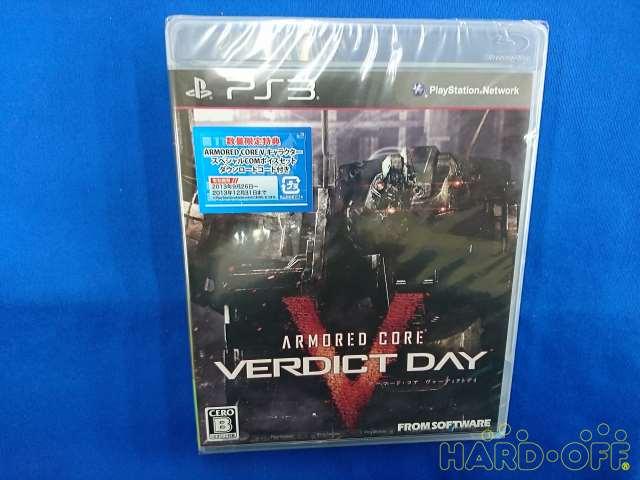 PS3
PlayStation Network
数量限定特典
ARMORED CORE V キャラクター
スペシャルCOMボイスセット
ダウンロードコード付き
2013年9月26日～
2013年12月31日まで
ARMORED CORE
V
VERDICT DAY
アーマード・コア ヴァーディクトデイ
CERO
B
FROMSOFTWARE
HARD-OFF